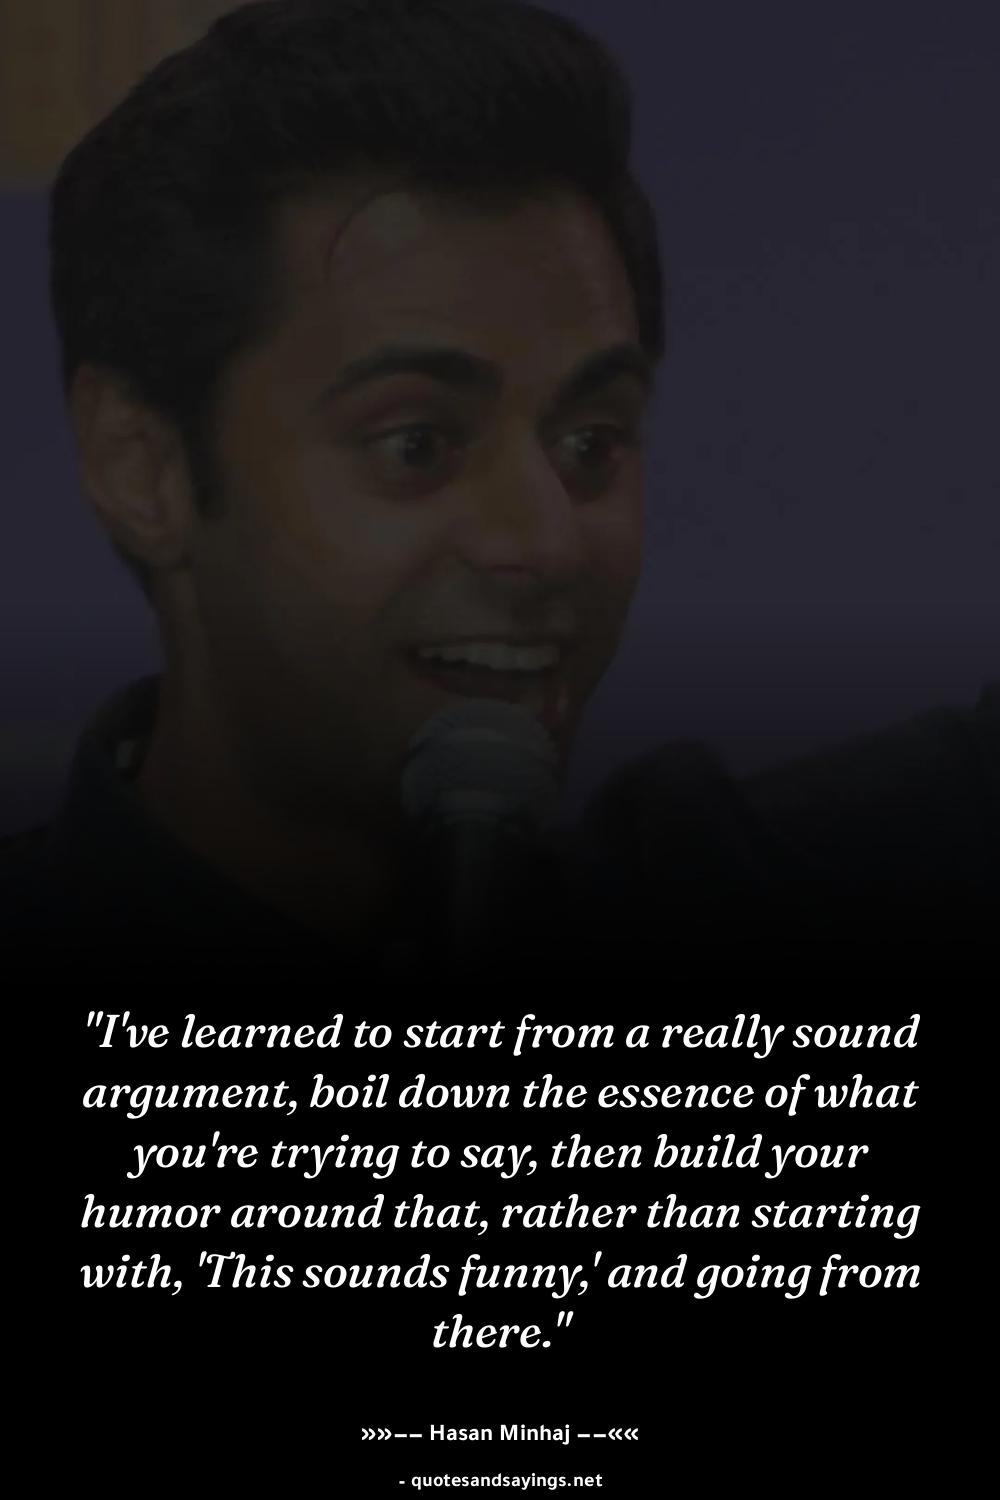 "I've learned to start from a really sound
argument, boil down the essence of what
you're trying to say, then build your
humor around that, rather than starting
with, 'This sounds funny,' and going from
there."
»»−− Hasan Minhaj −−««
- quotesandsayings.net